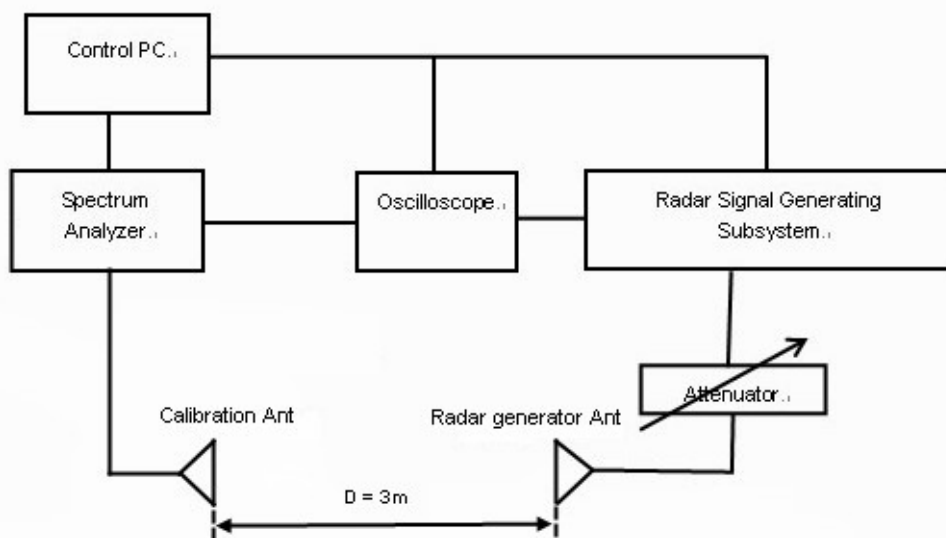 Control PC.
Spectrum
Analyzer.
Oscilloscope.
Radar Signal Generating
Subsystem.
Attenuator.
Calibration Ant
Radar generator Ant
D = 3m